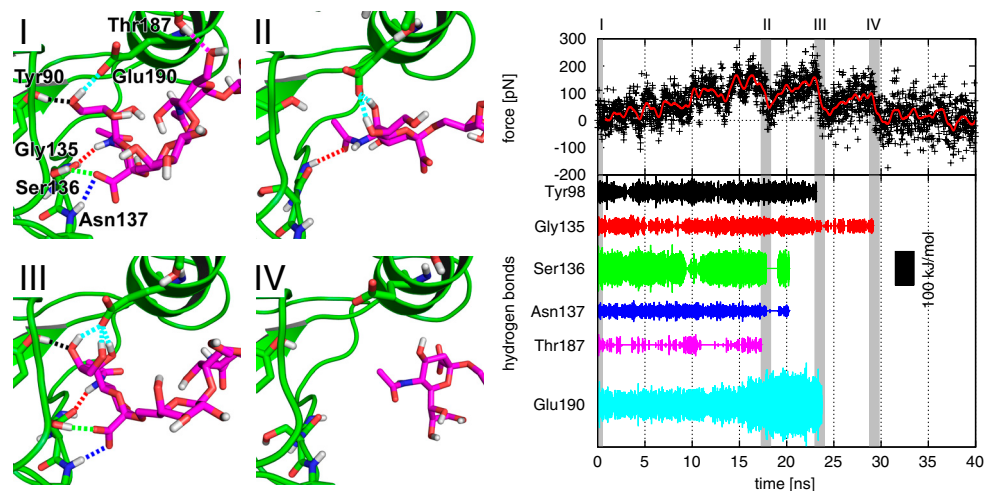 I
Thr187
Tyr90
Glu190
Gly135
Ser136
Asn137
II
III
IV
I
II
III
IV
force [pN]
300
200
100
0
-100
-200
hydrogen bonds
Tyr98
Gly135
Ser136
Asn137
Thr187
Glu190
100 kJ/mol
0
5
10
15
20
25
30
35
40
time [ns]